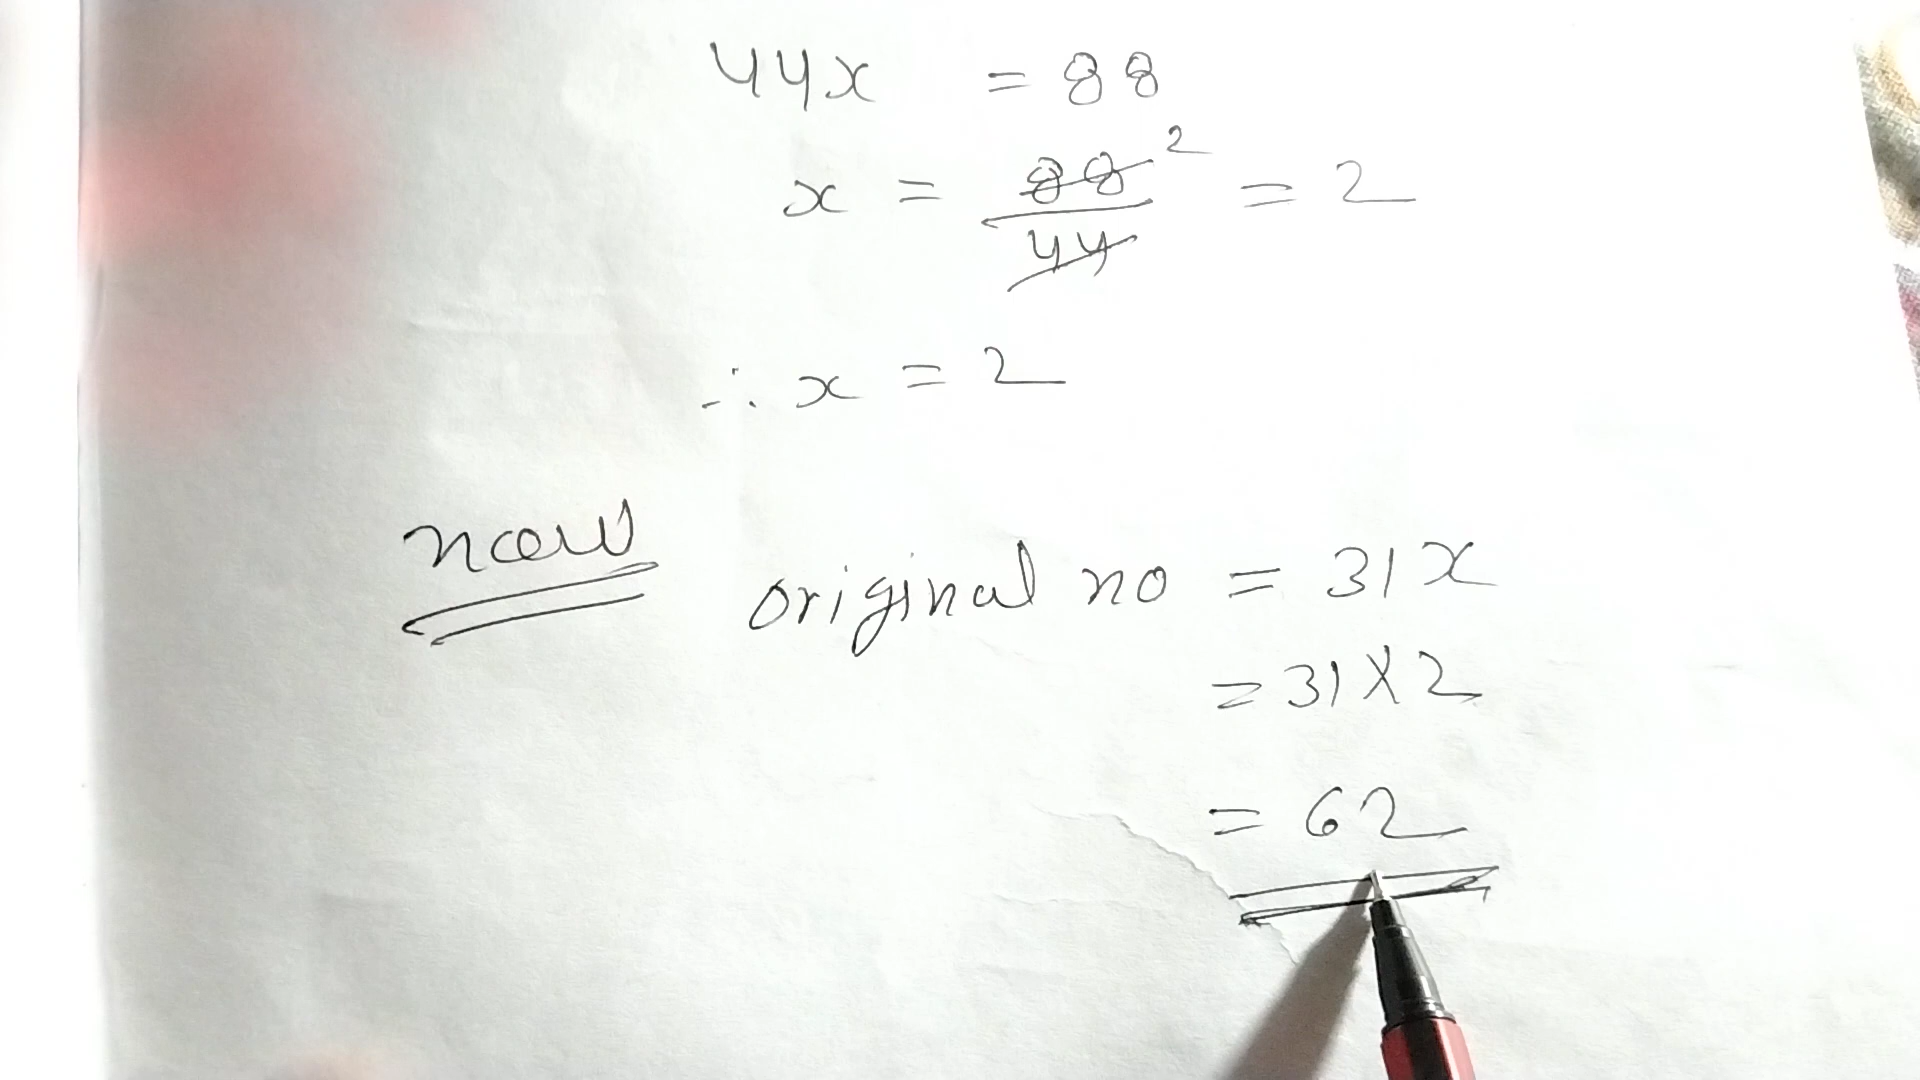 44x = 88
x = 88/44 2 = 2
∴ x = 2
now
original no = 31x
= 31 X 2
= 62